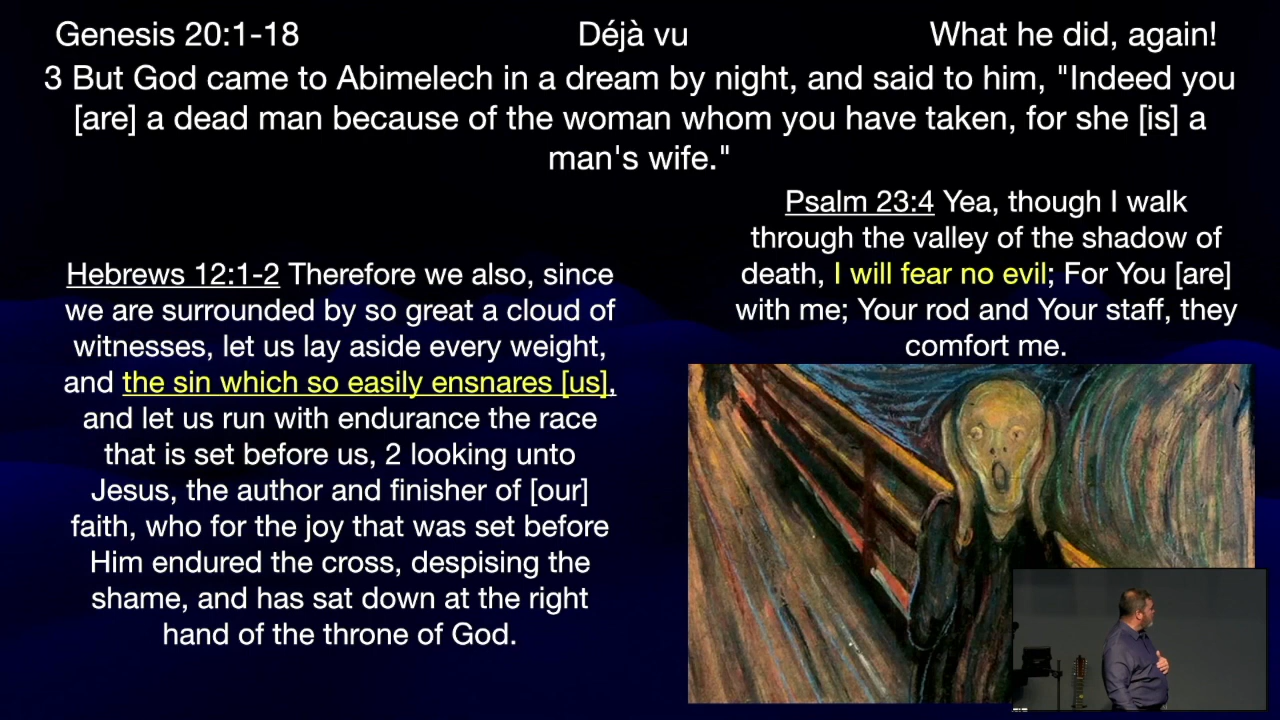 Genesis 20:1-18 Déjà vu What he did, again!
3 But God came to Abimelech in a dream by night, and said to him, "Indeed you
[are] a dead man because of the woman whom you have taken, for she [is] a
man's wife."
Psalm 23:4 Yea, though I walk
through the valley of the shadow of
death, I will fear no evil; For You [are]
with me; Your rod and Your staff, they
comfort me.
Hebrews 12:1-2 Therefore we also, since
we are surrounded by so great a cloud of
witnesses, let us lay aside every weight,
and the sin which so easily ensnares [us],
and let us run with endurance the race
that is set before us, 2 looking unto
Jesus, the author and finisher of [our]
faith, who for the joy that was set before
Him endured the cross, despising the
shame, and has sat down at the right
hand of the throne of God.